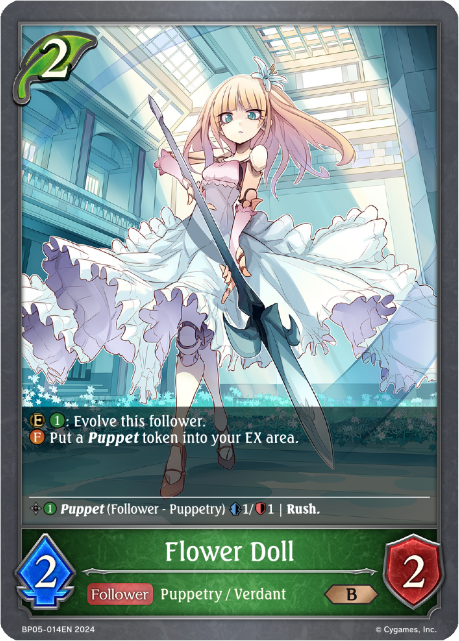 2
E 1: Evolve this follower.
F Put a Puppet token into your EX area.
1 Puppet (Follower - Puppetry) 1/ 1 | Rush.
Flower Doll
2
2
Follower Puppetry / Verdant B
BP05-014EN 2024
© Cygames, Inc.